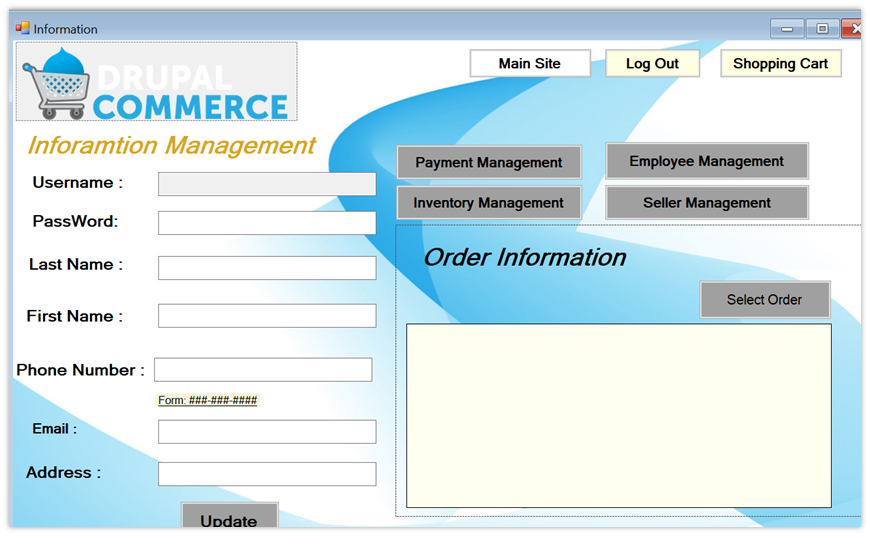 Information
DRUPAL
COMMERCE
Main Site
Log Out
Shopping Cart
Inforamtion Management
Username :
PassWord:
Last Name :
First Name :
Phone Number :
Form: ###-###-####
Email :
Address :
Update
Payment Management
Employee Management
Inventory Management
Seller Management
Order Information
Select Order